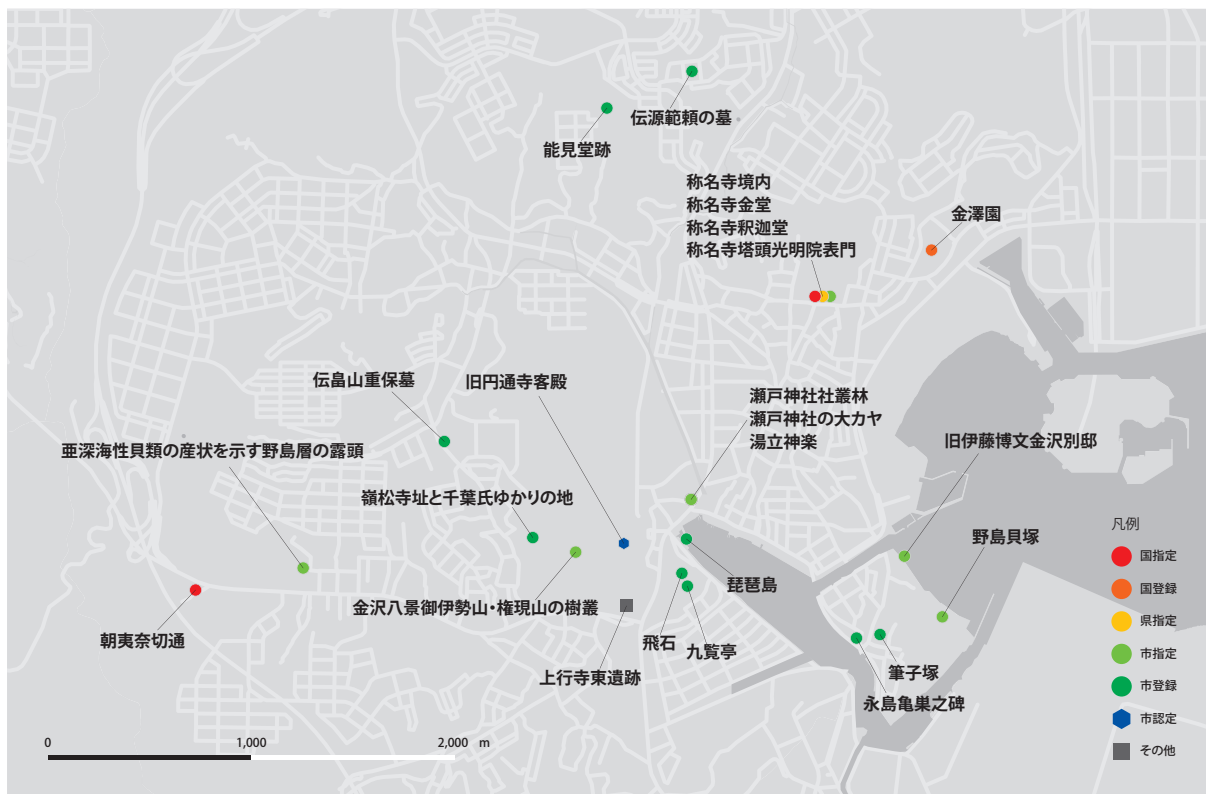 伝源範頼の墓
能見堂跡
称名寺境内
称名寺金堂
称名寺釈迦堂
称名寺塔頭光明院表門
金澤園
伝畠山重保墓
旧円通寺客殿
瀬戸神社社叢林
瀬戸神社の大カヤ
湯立神楽
亜深海性貝類の産状を示す野島層の露頭
旧伊藤博文金沢別邸
嶺松寺址と千葉氏ゆかりの地
野島貝塚
琵琶島
金沢八景御伊勢山・権現山の樹叢
朝夷奈切通
飛石
九覧亭
上行寺東遺跡
筆子塚
永島亀巣之碑
凡例
国指定
国登録
県指定
市指定
市登録
市認定
その他
0 1,000 2,000 m